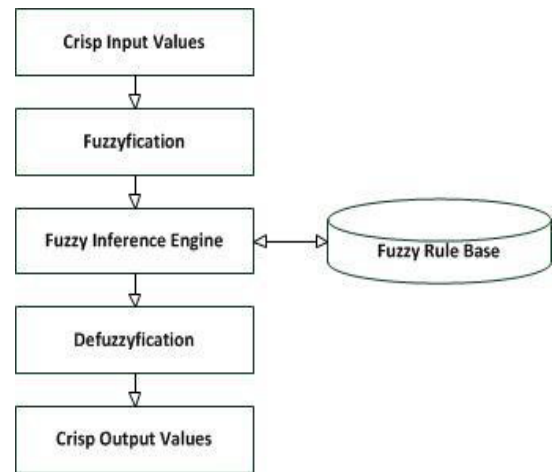 Crisp Input Values
Fuzzyfication
Fuzzy Inference Engine
Fuzzy Rule Base
Defuzzyfication
Crisp Output Values